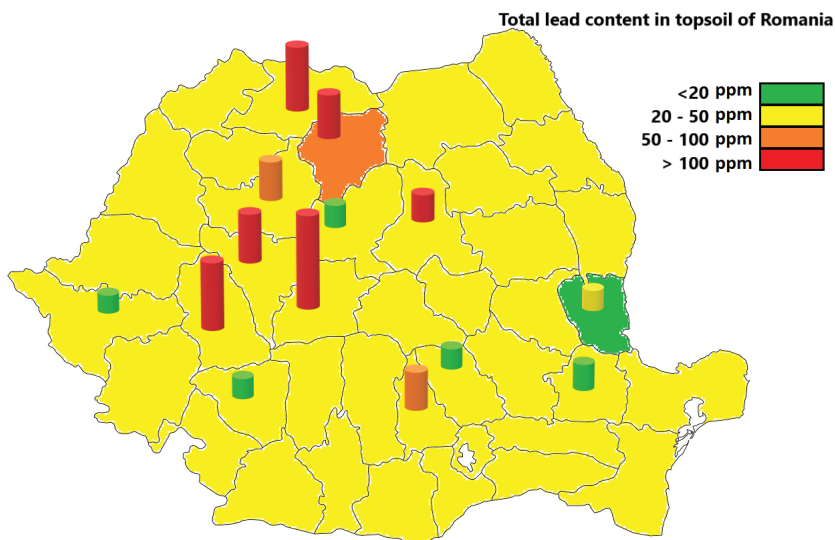 Total lead content in topsoil of Romania
<20 ppm
20 - 50 ppm
50 - 100 ppm
> 100 ppm